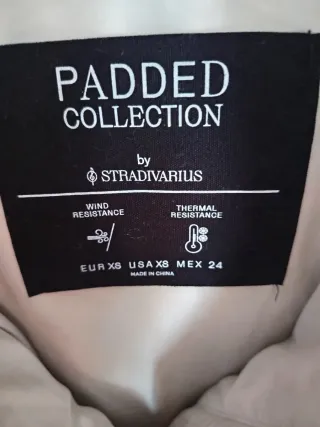 PADDED
COLLECTION
by
STRADIVARIUS
WIND
RESISTANCE
THERMAL
RESISTANCE
EUR XS USA XS MEX 24
MADE IN CHINA